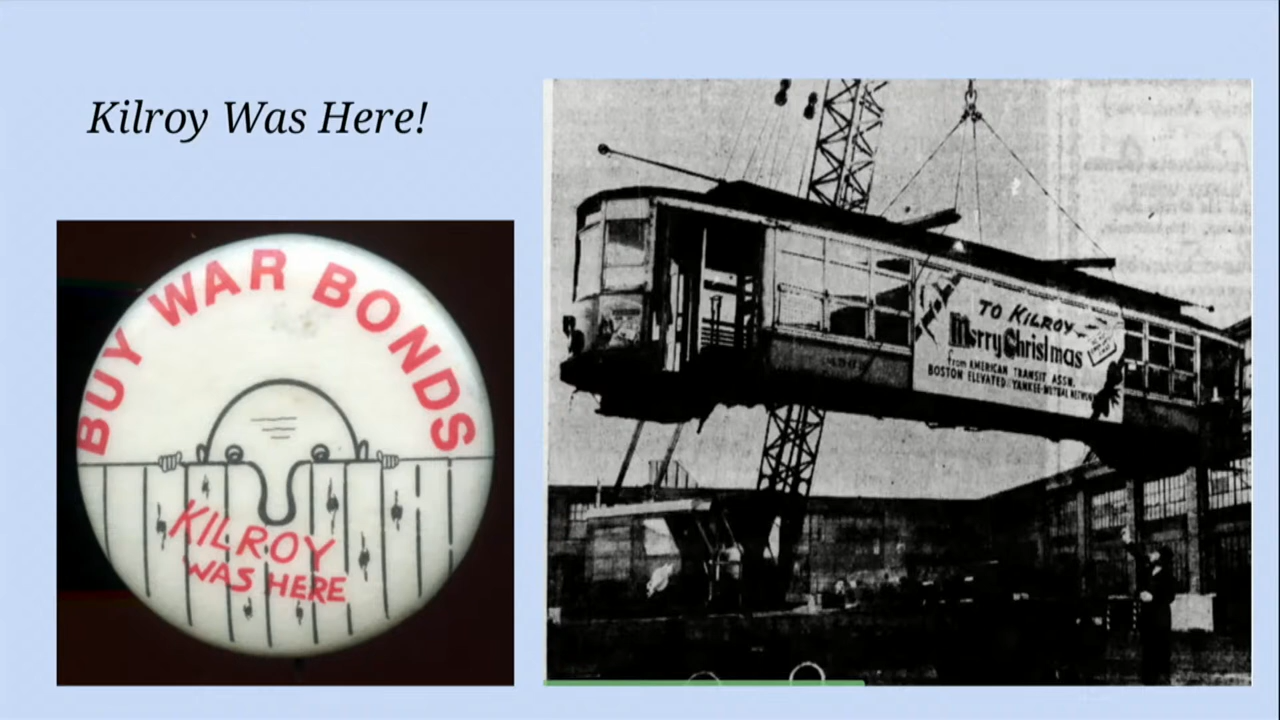 Kilroy Was Here!
BUY WAR BONDS
KILROY
WAS HERE
TO KILROY
Merry Christmas
from AMERICAN TRANSIT ASSN.
BOSTON ELEVATED: YANKEE-MUTUAL NETWORK